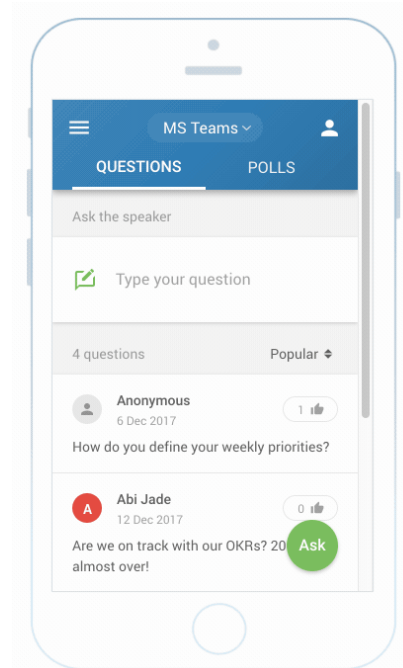 MS Teams
QUESTIONS POLLS
Ask the speaker
Type your question
4 questions Popular
Anonymous
6 Dec 2017
1
How do you define your weekly priorities?
A
Abi Jade
12 Dec 2017
0
Are we on track with our OKRs? 20
Ask
almost over!